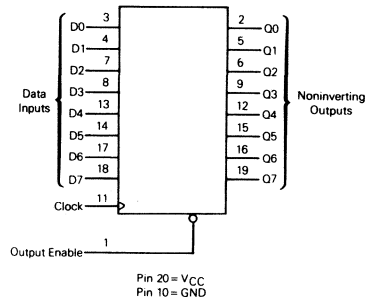 3 2
D0 Q0
4 5
D1 Q1
7 6
D2 Q2
8 9
D3 Q3
Data Inputs
Noninverting Outputs
13 12
D4 Q4
14 15
D5 Q5
17 16
D6 Q6
18 19
D7 Q7
11
Clock
1
Output Enable
Pin 20 = VCC
Pin 10 = GND